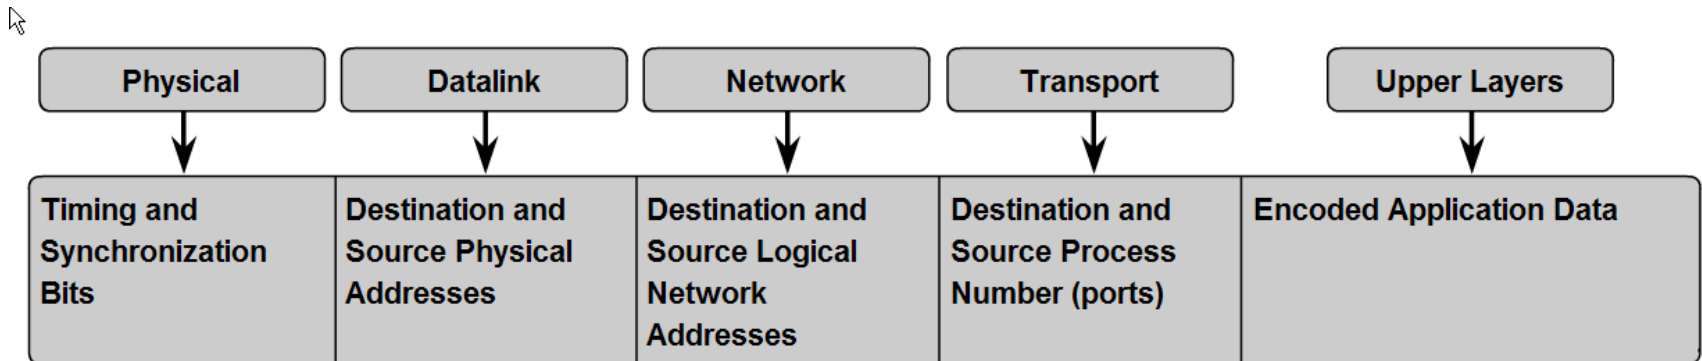 Physical
Datalink
Network
Transport
Upper Layers
Timing and
Synchronization
Bits
Destination and
Source Physical
Addresses
Destination and
Source Logical
Network
Addresses
Destination and
Source Process
Number (ports)
Encoded Application Data